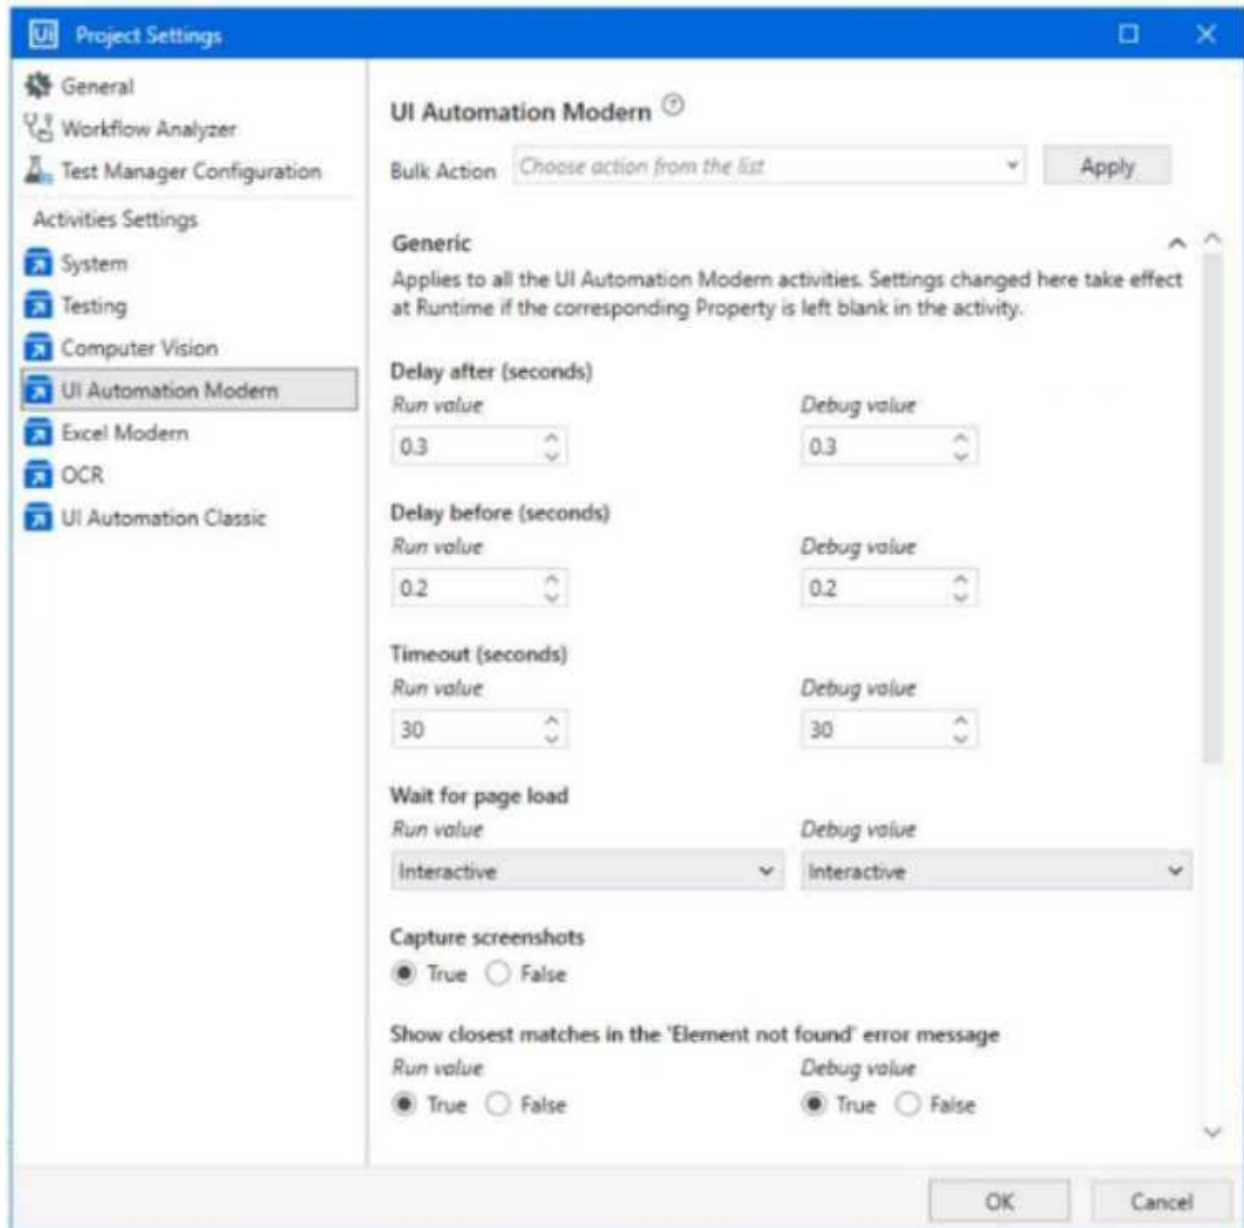 Ui Project Settings
General
Workflow Analyzer
Test Manager Configuration
Activities Settings
System
Testing
Computer Vision
UI Automation Modern
Excel Modern
OCR
UI Automation Classic
UI Automation Modern ?
Bulk Action Choose action from the list Apply
Generic
Applies to all the UI Automation Modern activities. Settings changed here take effect
at Runtime if the corresponding Property is left blank in the activity.
Delay after (seconds)
Run value Debug value
0.3 0.3
Delay before (seconds)
Run value Debug value
0.2 0.2
Timeout (seconds)
Run value Debug value
30 30
Wait for page load
Run value Debug value
Interactive Interactive
Capture screenshots
True False
Show closest matches in the 'Element not found' error message
Run value Debug value
True False True False
OK Cancel